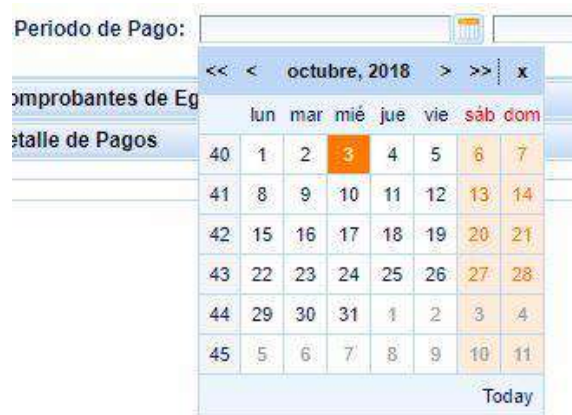 Periodo de Pago:
<< < octubre, 2018 > >> x
omprobantes de Eg
etalle de Pagos
lun mar mié jue vie sáb dom
40 1 2 3 4 5 6 7
41 8 9 10 11 12 13 14
42 15 16 17 18 19 20 21
43 22 23 24 25 26 27 28
44 29 30 31 1 2 3 4
45 5 6 7 8 9 10 11
Today